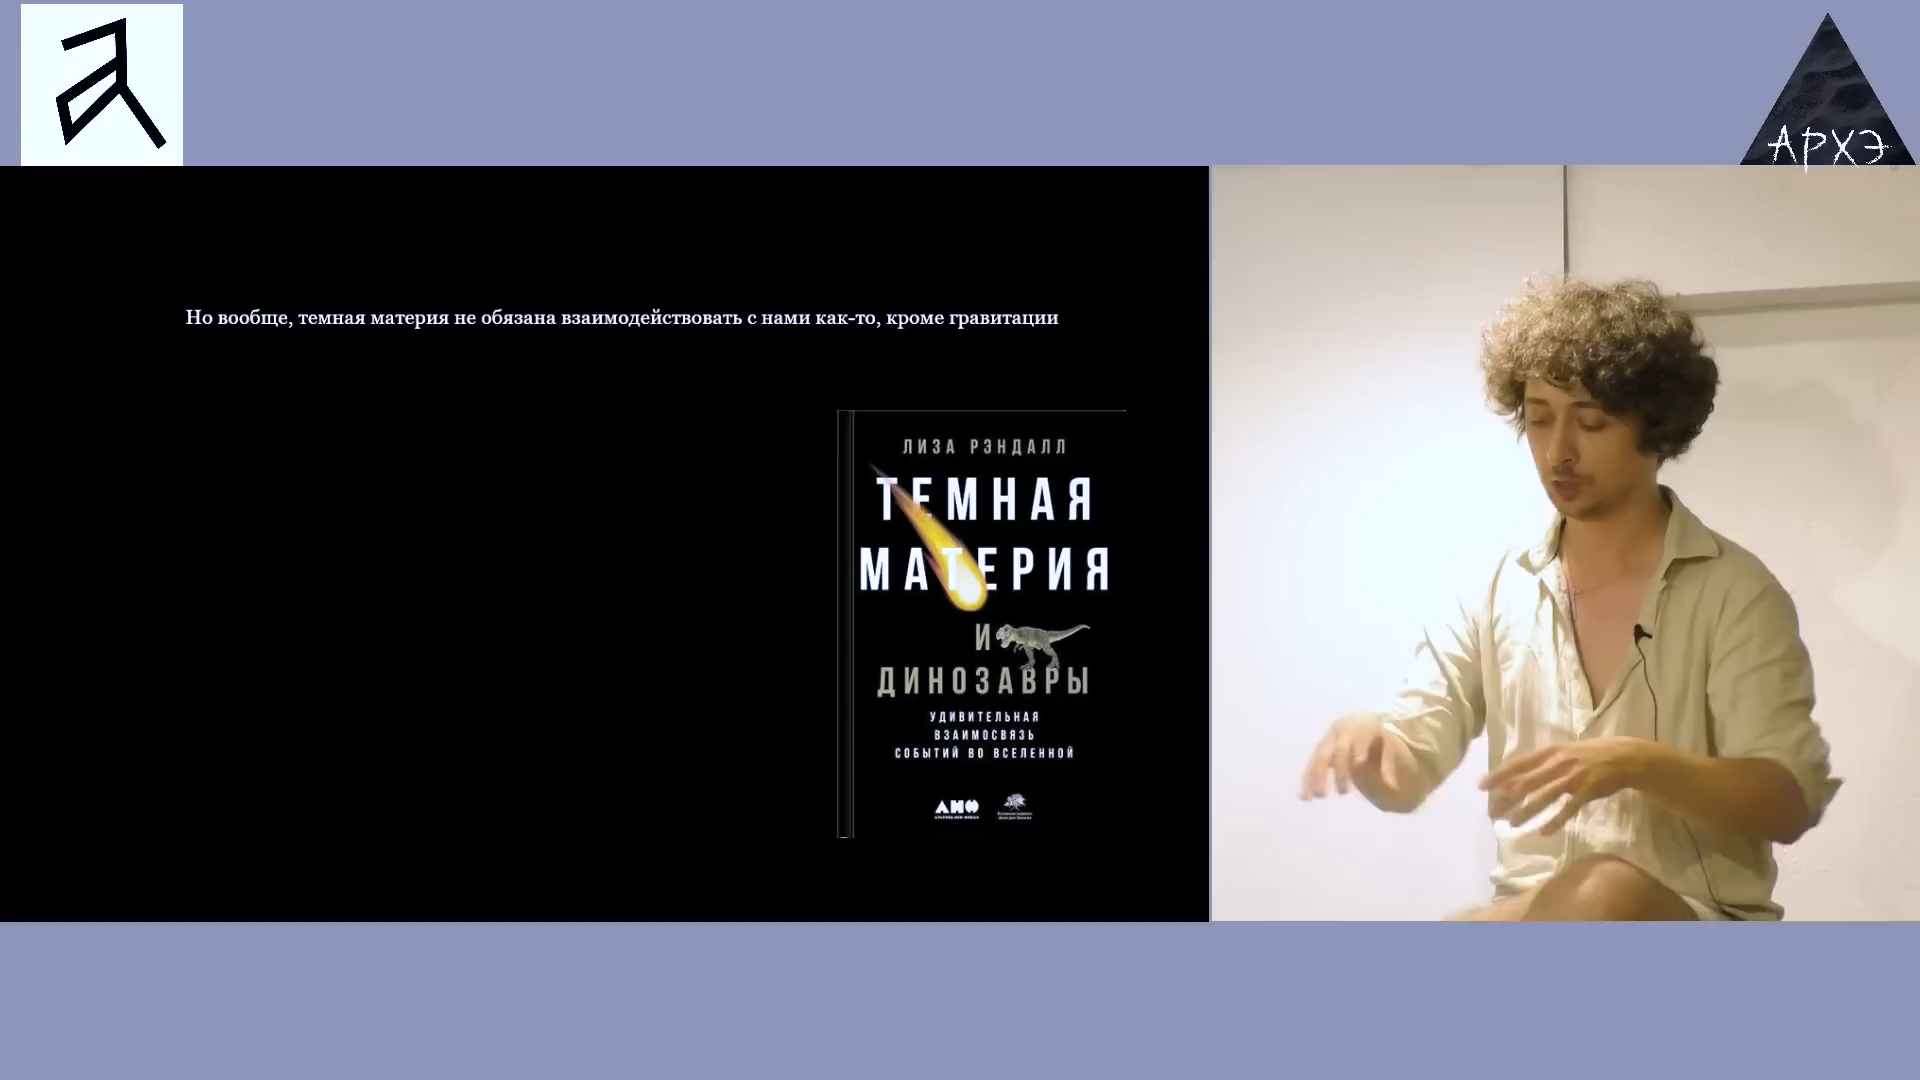 АРХЭ
Но вообще, темная материя не обязана взаимодействовать с нами как-то, кроме гравитации
ЛИЗА РЭНДАЛЛ
ТЕМНАЯ
МАТЕРИЯ
И
ДИНОЗАВРЫ
УДИВИТЕЛЬНАЯ
ВЗАИМОСВЯЗЬ
СОБЫТИЙ ВО ВСЕЛЕННОЙ